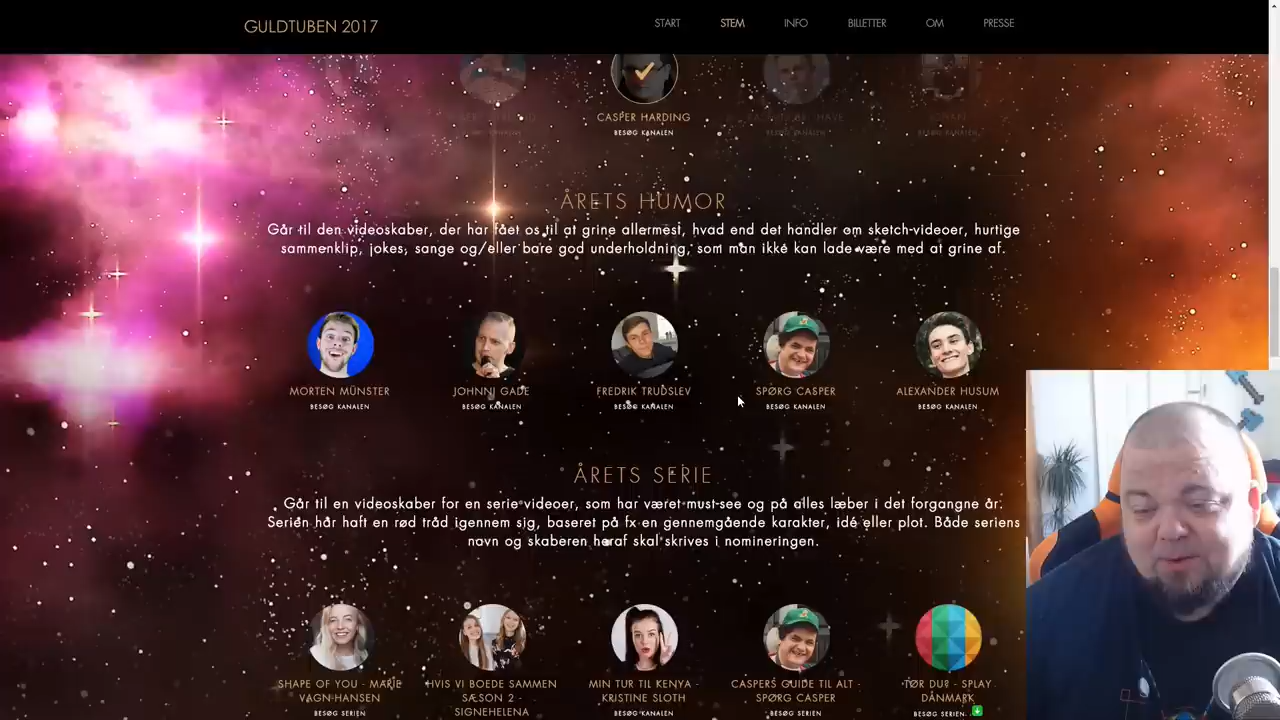 GULDTUBEN 2017
START STEM INFO BILLETTER OM PRESSE
CASPER HARDING
BESØG KANALEN
ÅRETS HUMOR
Går til den videoskaber, der har fået os til at grine allermest, hvad end det handler om sketch-videoer, hurtige
sammenklip, jokes, sange og/eller bare god underholdning, som man ikke kan lade være med at grine af.
MORTEN MÜNSTER JOHNNI GADE FREDRIK TRUDSLEV SPØRG CASPER ALEXANDER HUSUM
BESØG KANALEN BESØG KANALEN BESØG KANALEN BESØG KANALEN BESØG KANALEN
ÅRETS SERIE
Går til en videoskaber for en serie videoer, som har været must-see og på alles læber i det forgangne år.
Serien har haft en rød tråd igennem sig, baseret på fx en gennemgående karakter, idé eller plot. Både seriens
navn og skaberen heraf skal skrives i nomineringen.
SHAPE OF YOU - MARIE HVIS VI BOEDE SAMMEN MIN TUR TIL KENYA - CASPERS GUIDE TIL ALT - TØR DU? - SPLAY
VAGN HANSEN SÆSON 2 - KRISTINE SLOTH SPØRG CASPER DANMARK
SIGNEHELENA
BESØG SERIEN BESØG KANALEN BESØG SERIEN BESØG SERIEN